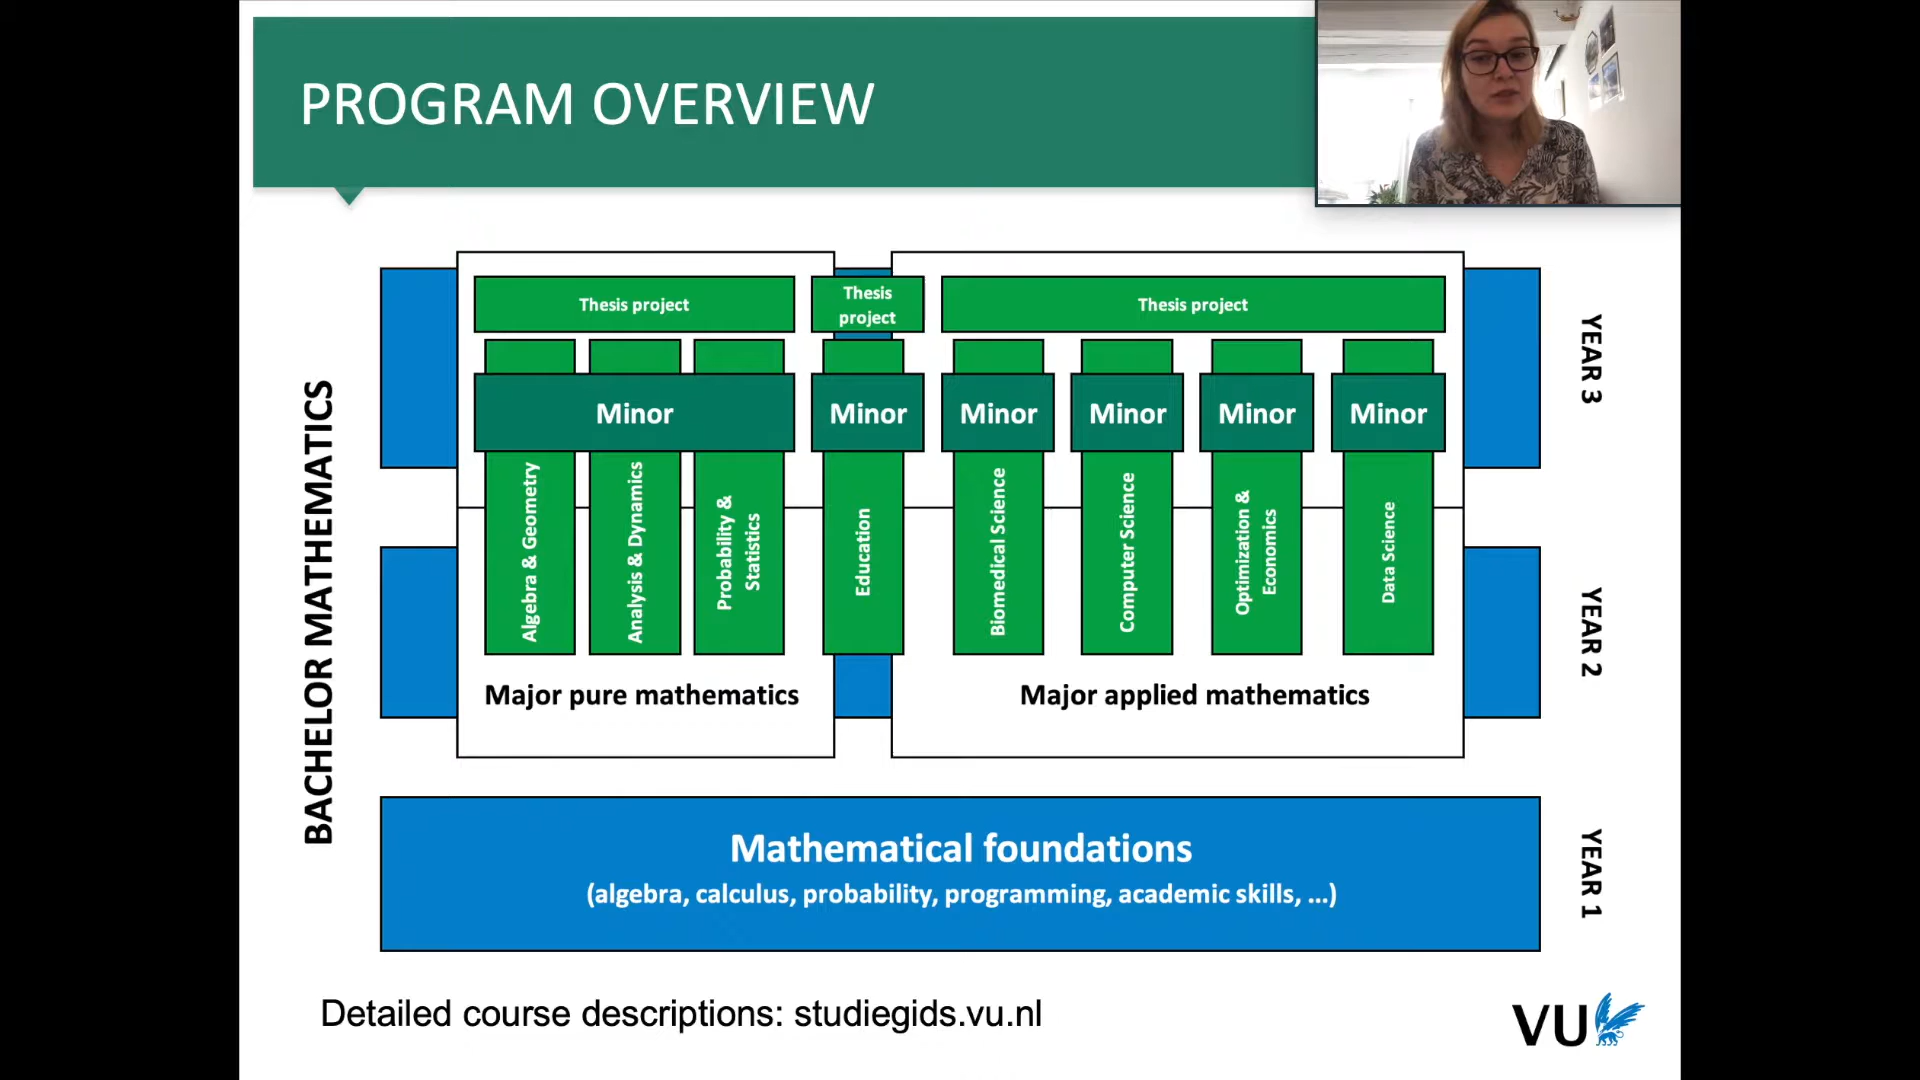 PROGRAM OVERVIEW
BACHELOR MATHEMATICS
Thesis project
Thesis
project
Thesis project
YEAR 3
Minor
Minor
Minor
Minor
Minor
Minor
Algebra & Geometry
Analysis & Dynamics
Probability &
Statistics
Education
Biomedical Science
Computer Science
Optimization &
Economics
Data Science
YEAR 2
Major pure mathematics
Major applied mathematics
Mathematical foundations
(algebra, calculus, probability, programming, academic skills, ...)
YEAR 1
Detailed course descriptions: studiegids.vu.nl
VU